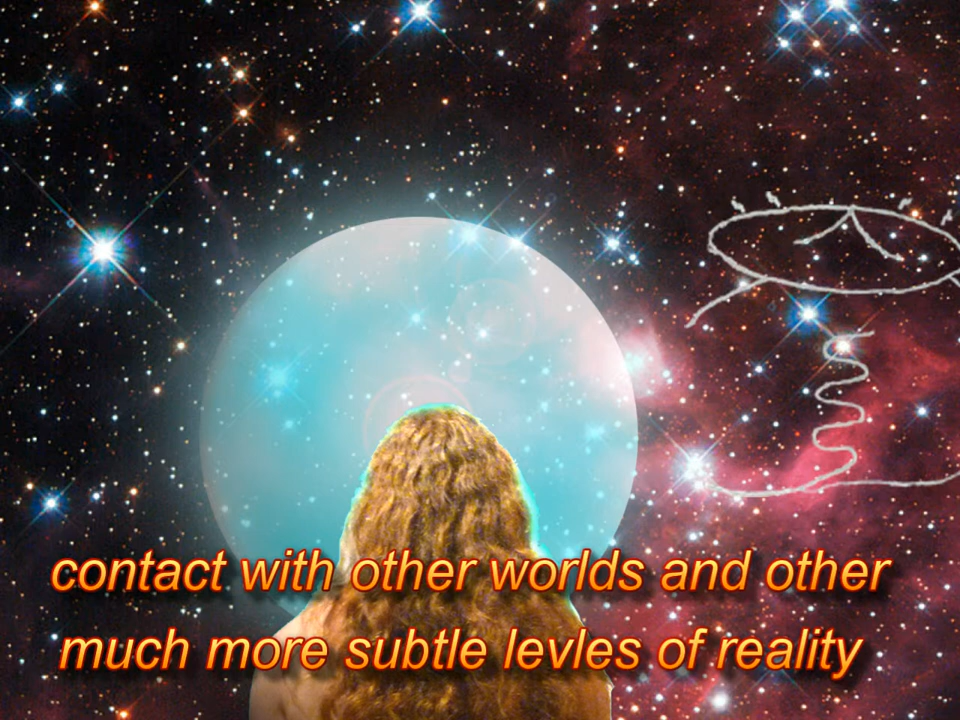 contact with other worlds and other
much more subtle levles of reality